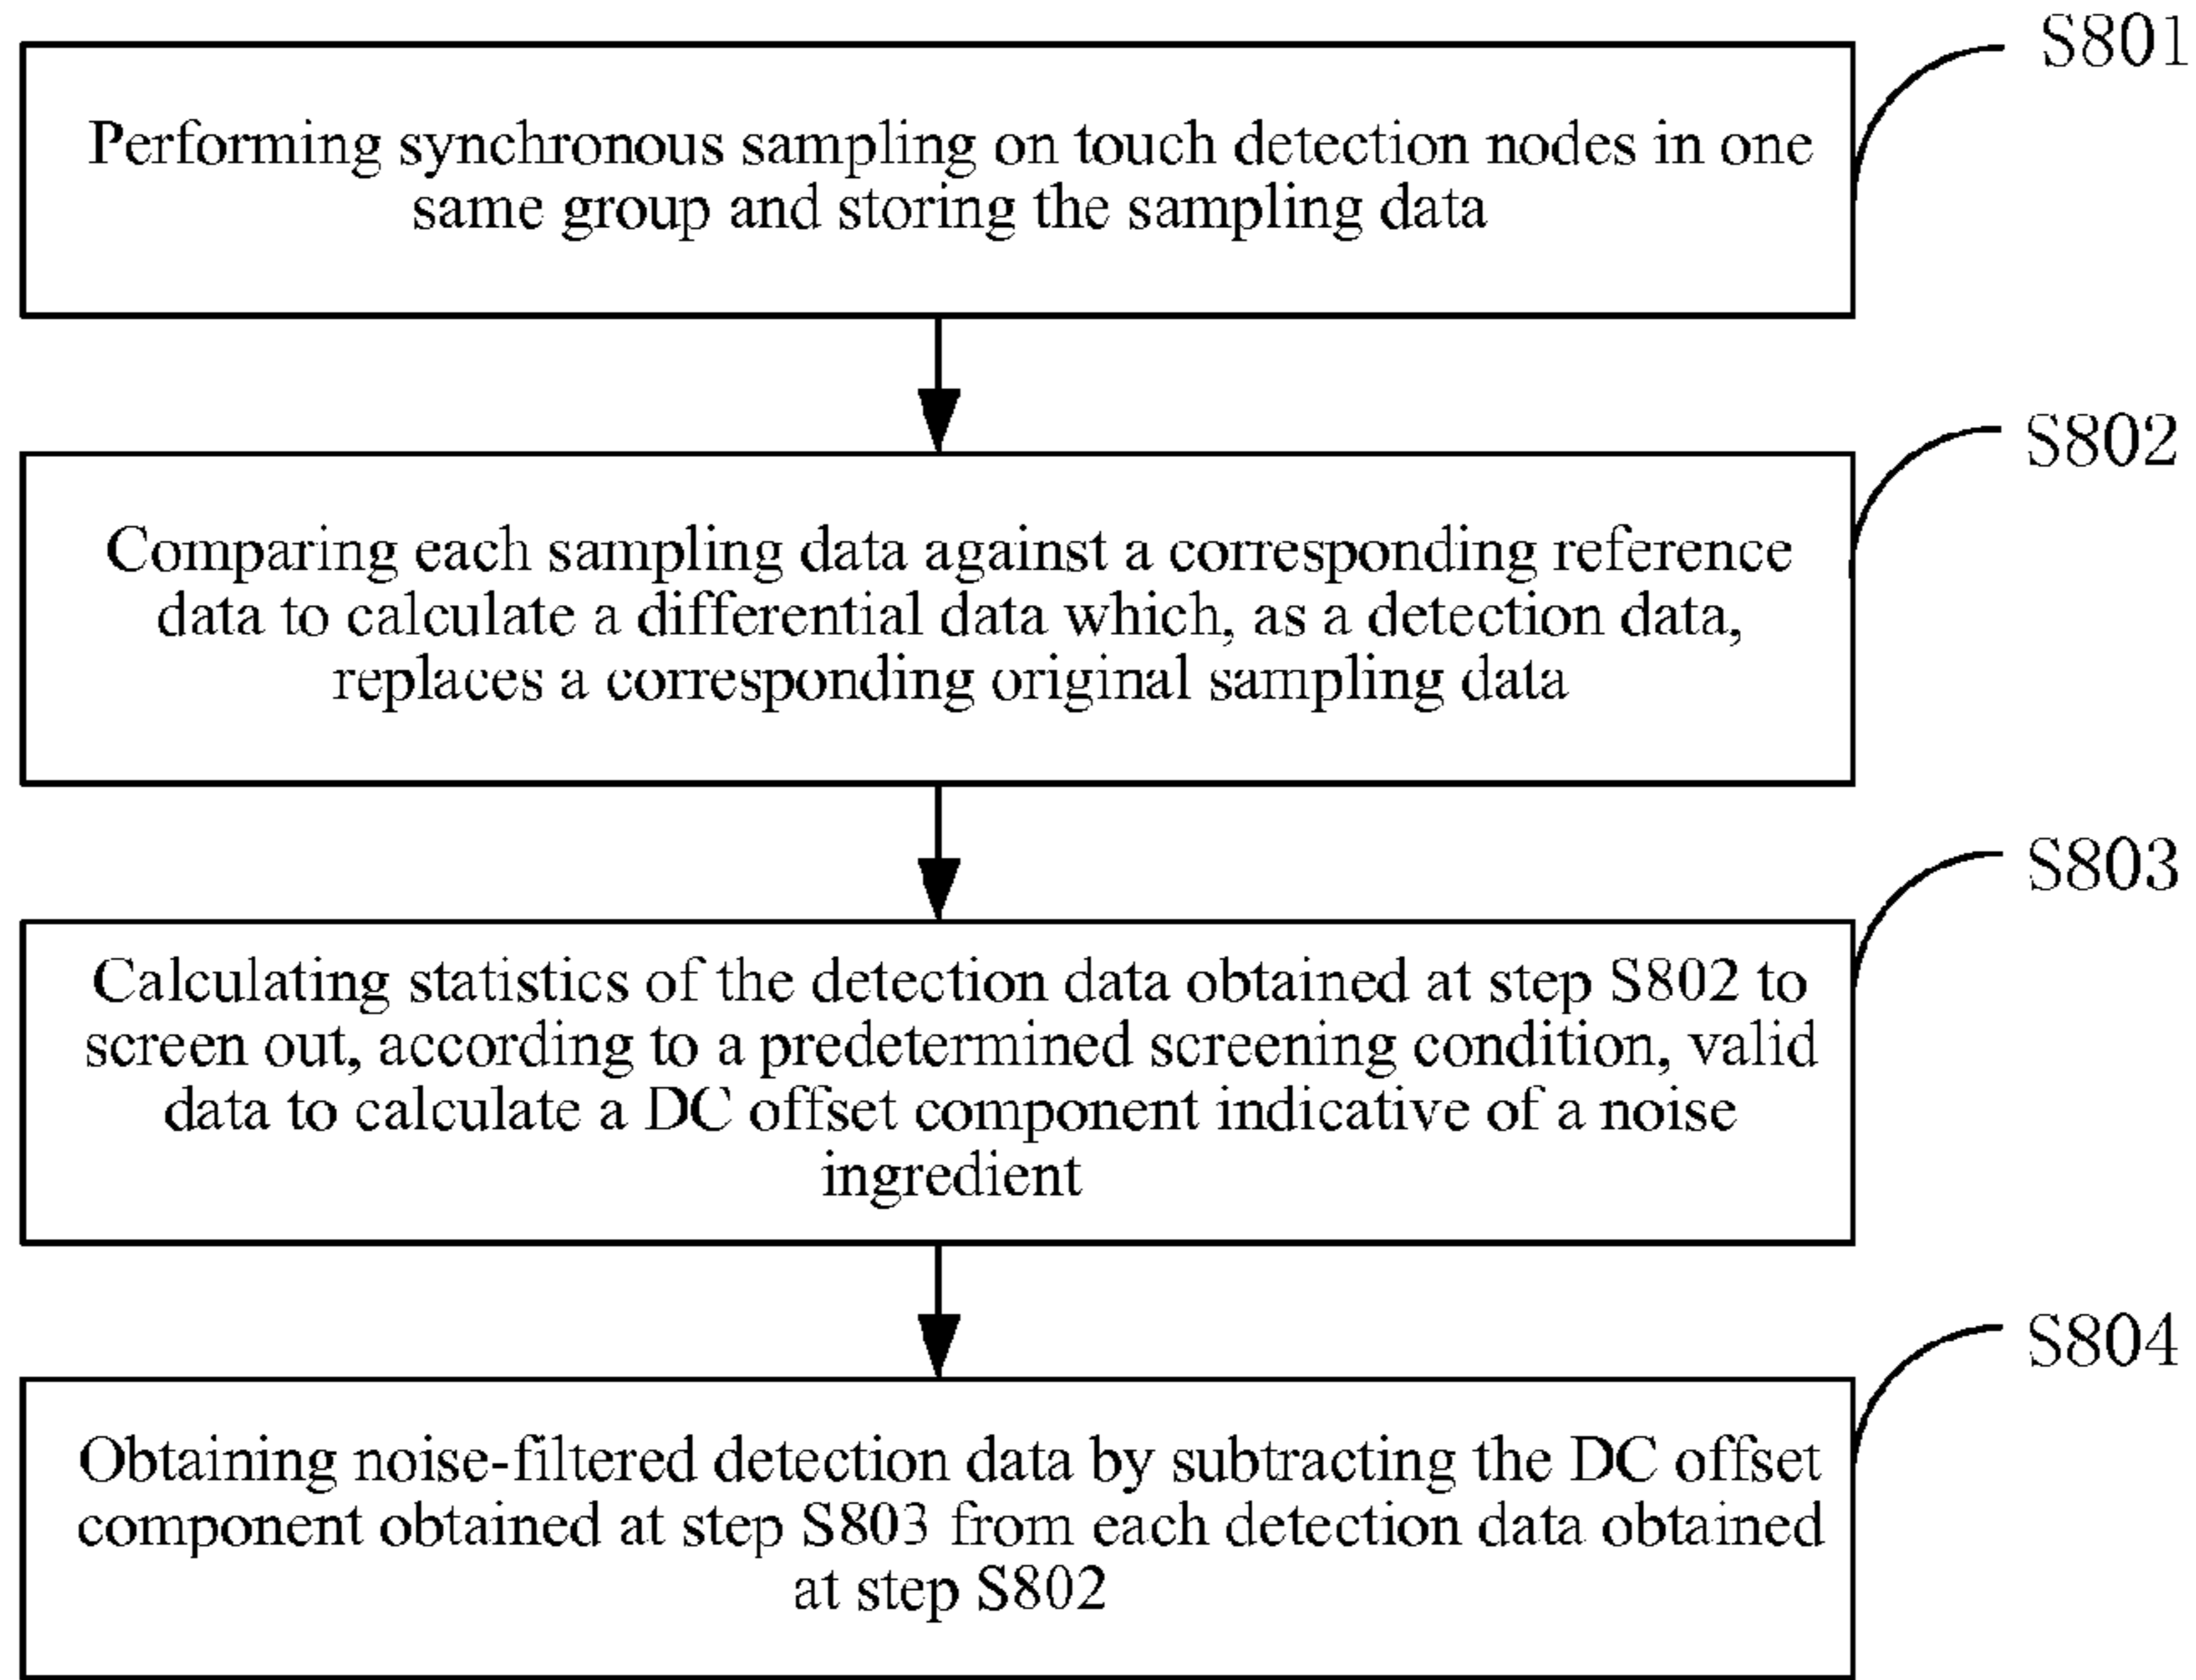 S801
Performing synchronous sampling on touch detection nodes in one
same group and storing the sampling data
S802
Comparing each sampling data against a corresponding reference
data to calculate a differential data which, as a detection data,
replaces a corresponding original sampling data
S803
Calculating statistics of the detection data obtained at step S802 to
screen out, according to a predetermined screening condition, valid
data to calculate a DC offset component indicative of a noise
ingredient
S804
Obtaining noise-filtered detection data by subtracting the DC offset
component obtained at step S803 from each detection data obtained
at step S802